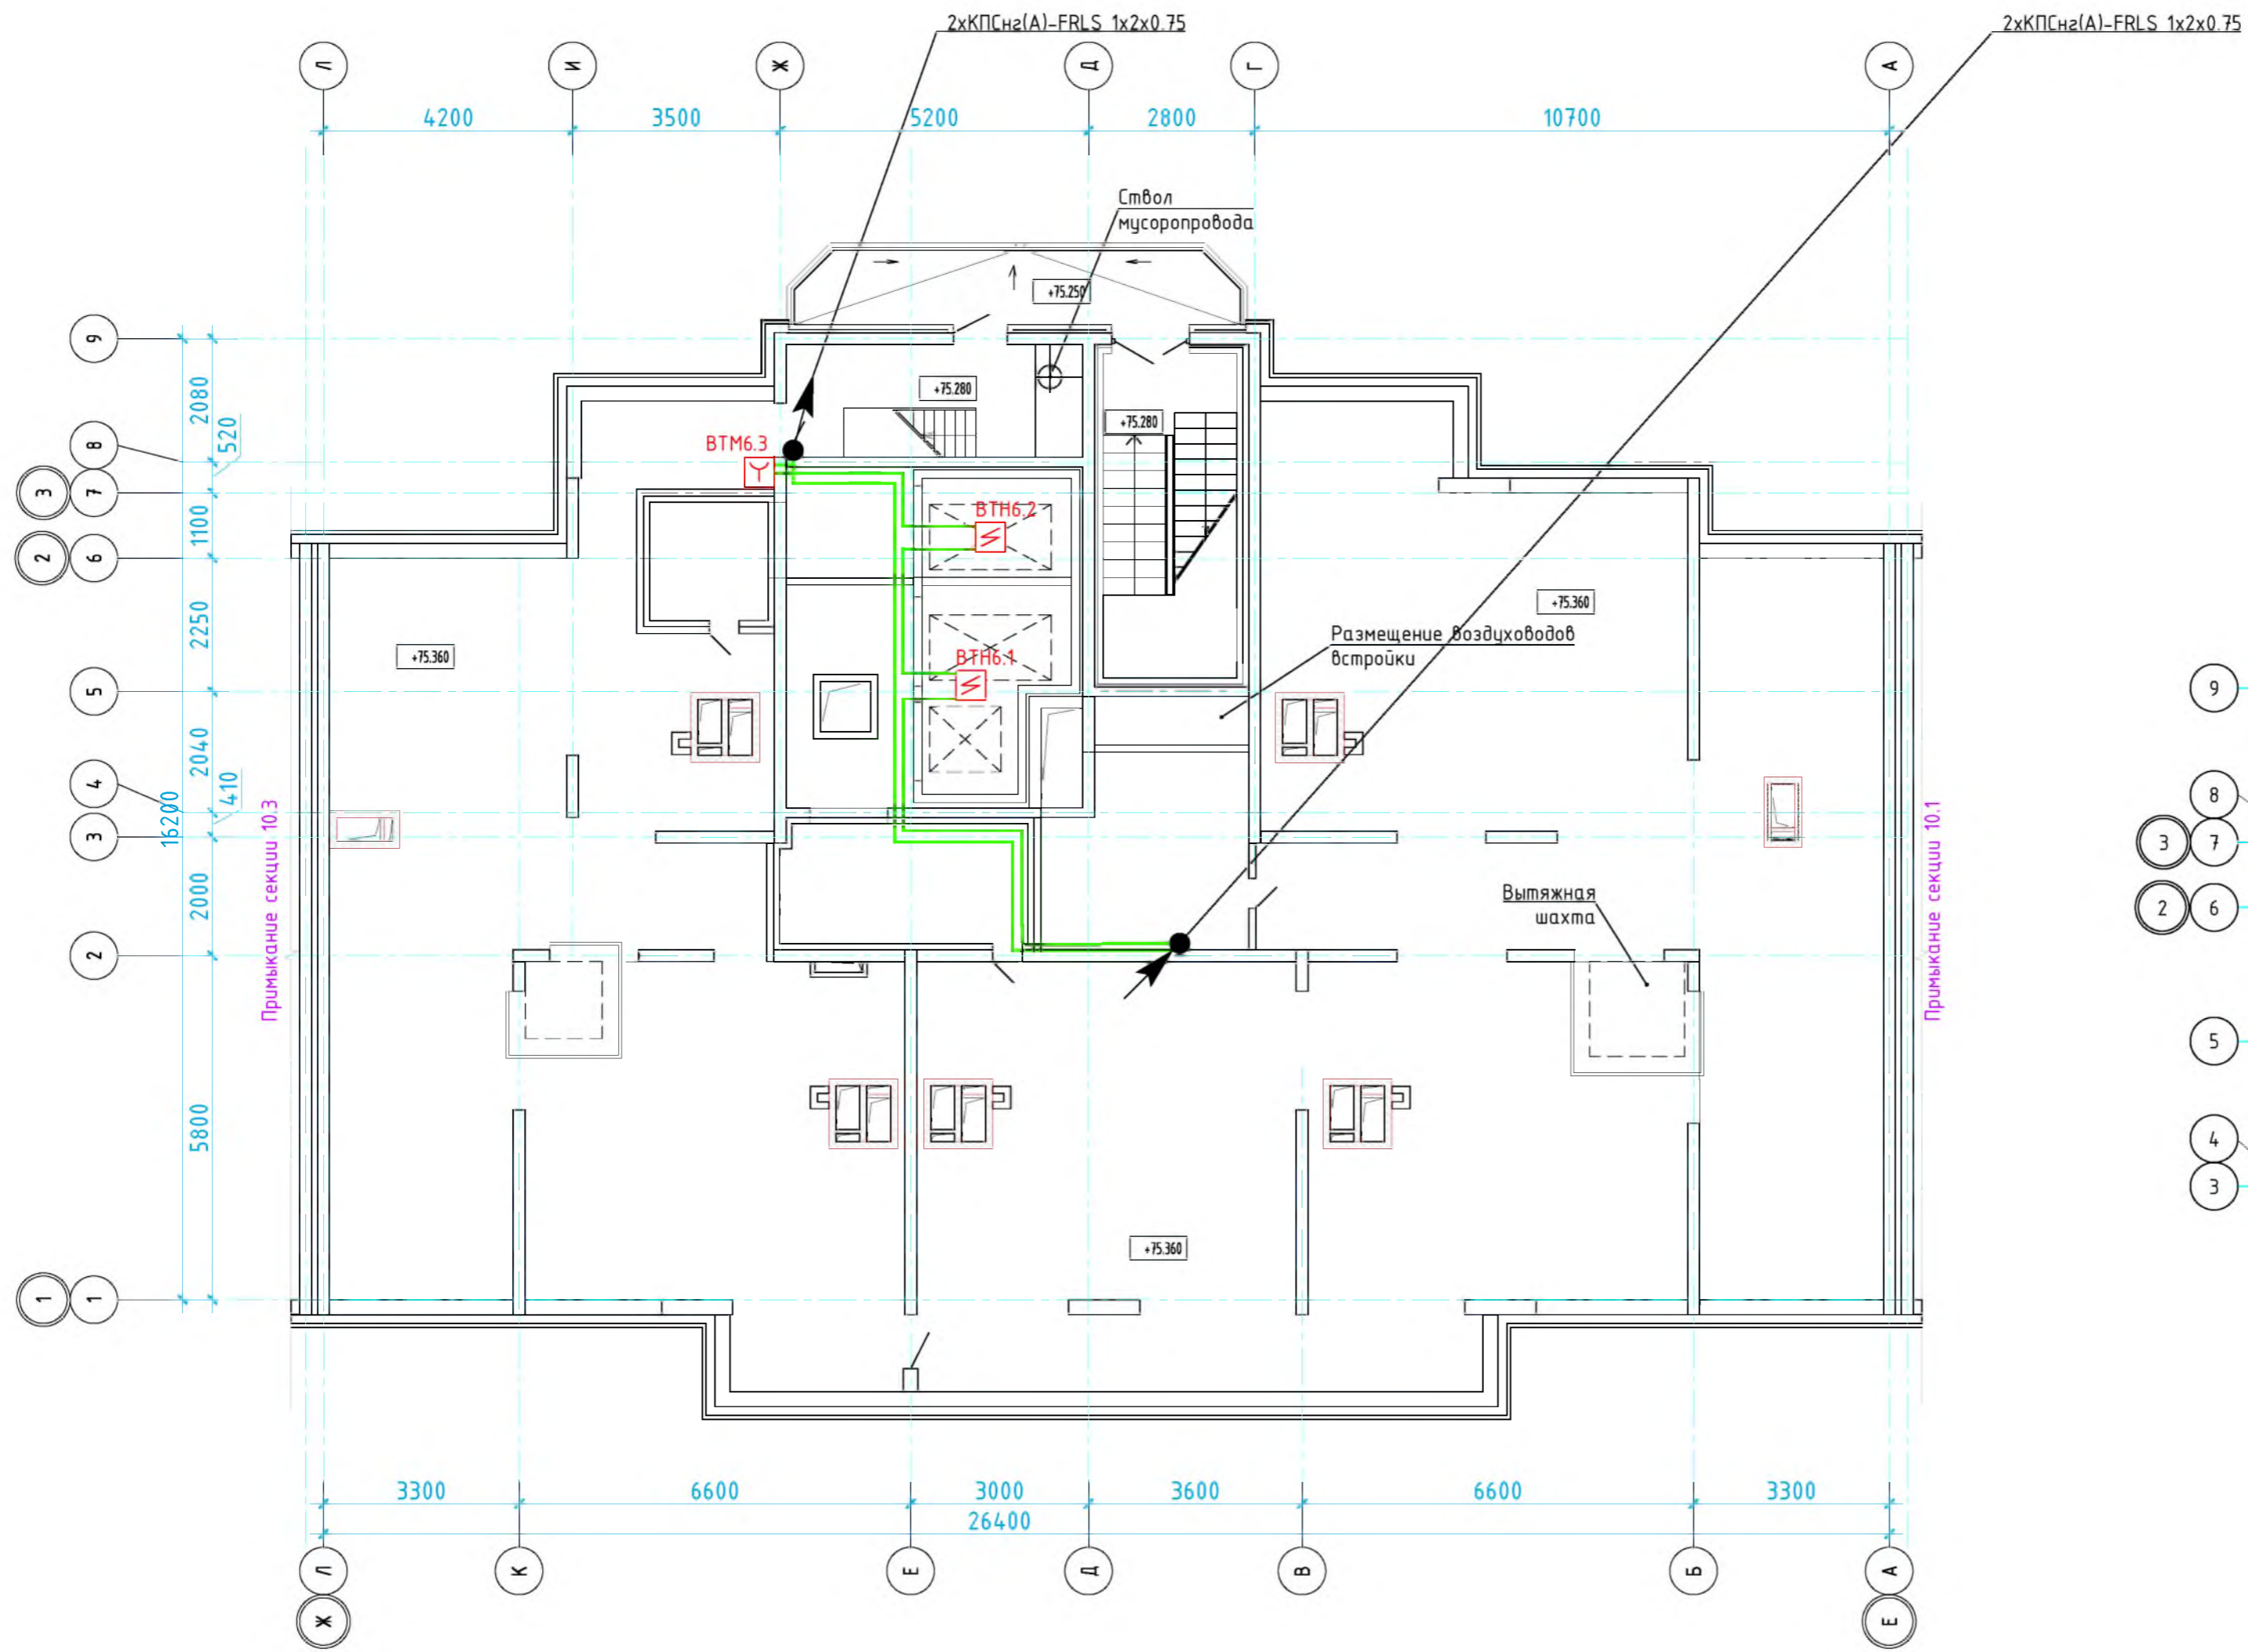 2хКПСнг(А)-FRLS 1х2х0.75
2хКПСнг(А)-FRLS 1х2х0.75
Л
И
Ж
Д
Г
А
4200
3500
5200
2800
10700
Ствол
мусоропровода
+75.250
9
2080
+75.280
+75.280
8
520
ВТМ6.3
3
7
1100
ВТН6.2
2
6
2250
+75.360
+75.360
Размещение воздуховодов
встройки
ВТН6.1
5
9
2040
4
410
16200
8
3
3
7
Примыкание секции 10.3
Примыкание секции 10.1
2000
Вытяжная
шахта
2
6
2
5
5800
4
3
+75.360
1
1
3300
6600
3000
3600
6600
3300
26400
Л
К
Е
Д
В
Б
А
Ж
Е